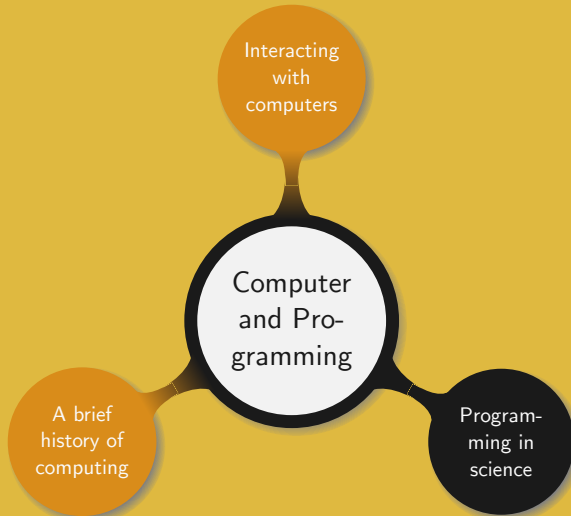 Interacting
with
computers
Computer
and Pro-
gramming
A brief
history of
computing
Program-
ming in
science